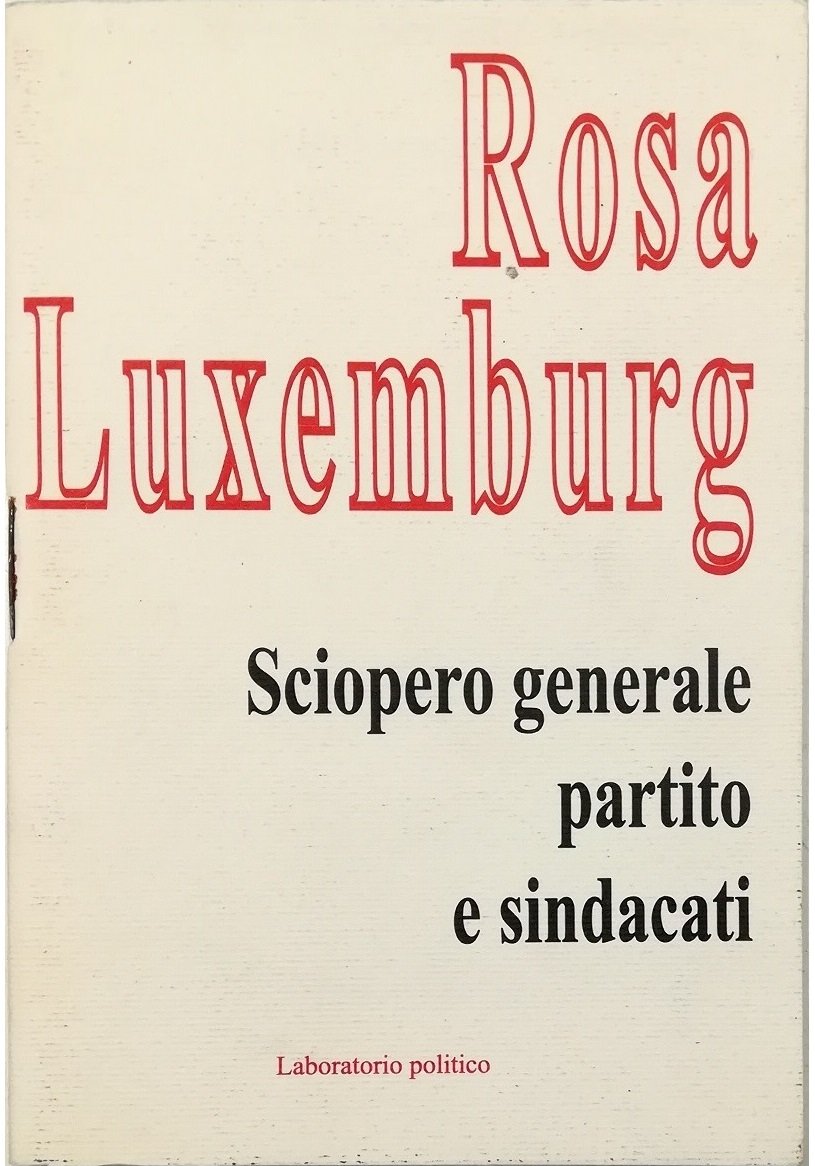 Rosa
Luxemburg
Sciopero generale
partito
e sindacati
Laboratorio politico